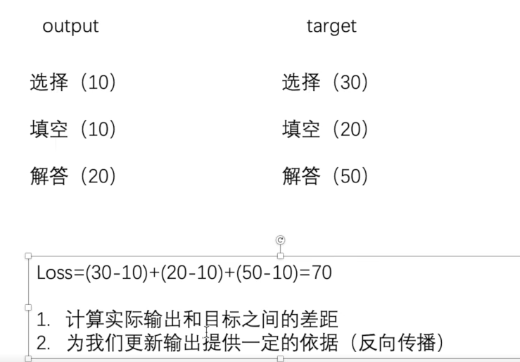 output target
选择（10） 选择（30）
填空（10） 填空（20）
解答（20） 解答（50）
Loss=(30-10)+(20-10)+(50-10)=70
1. 计算实际输出和目标之间的差距
2. 为我们更新输出提供一定的依据（反向传播）